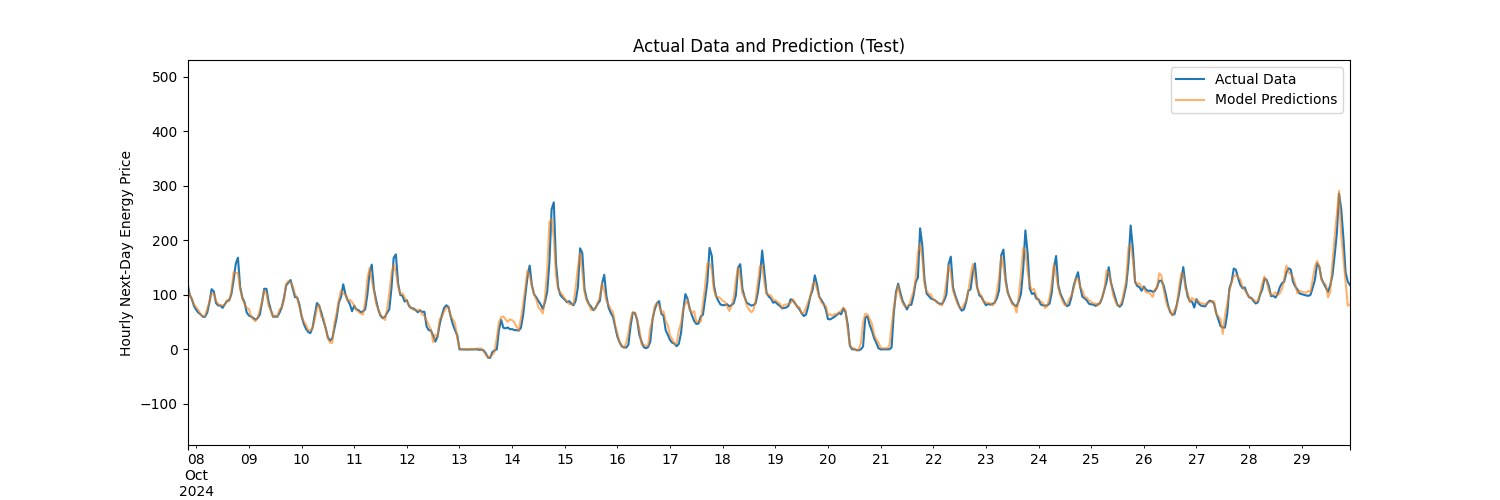 Actual Data and Prediction (Test)
Actual Data
Model Predictions
Hourly Next-Day Energy Price
500
400
300
200
100
0
−100
08 09 10 11 12 13 14 15 16 17 18 19 20 21 22 23 24 25 26 27 28 29
Oct
2024